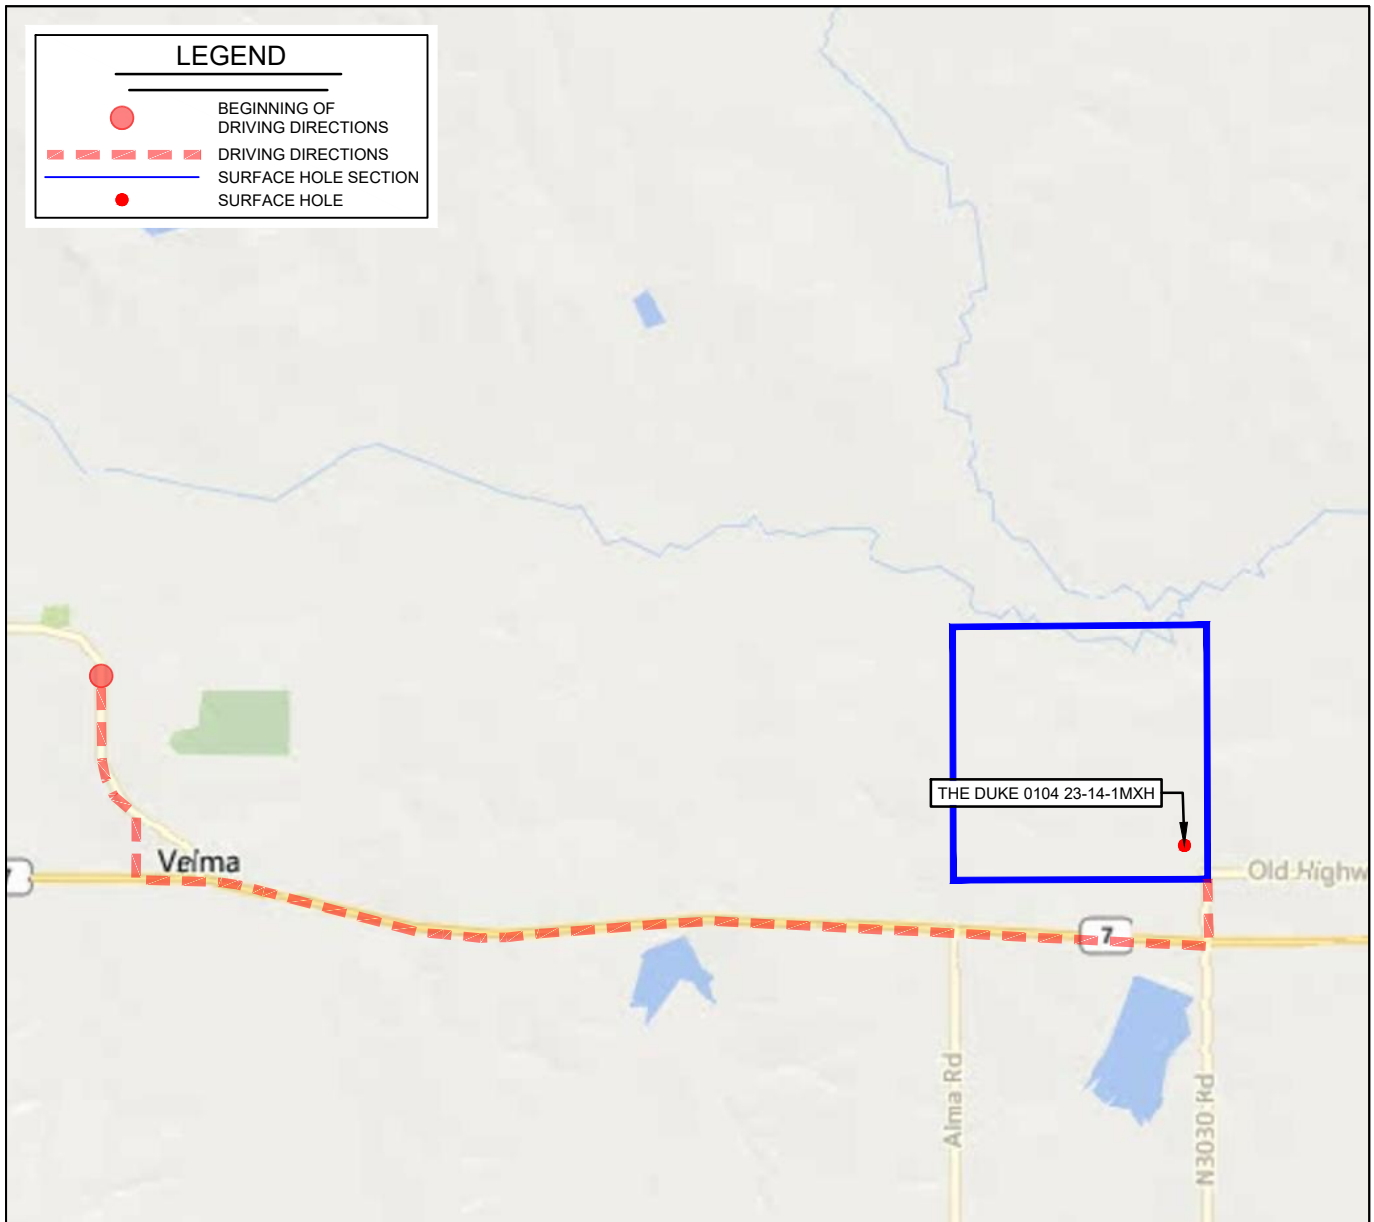 LEGEND
BEGINNING OF
DRIVING DIRECTIONS
DRIVING DIRECTIONS
SURFACE HOLE SECTION
SURFACE HOLE
THE DUKE 0104 23-14-1MXH
Velma
7
Old Highw
7
Alma Rd
N3030 Rd